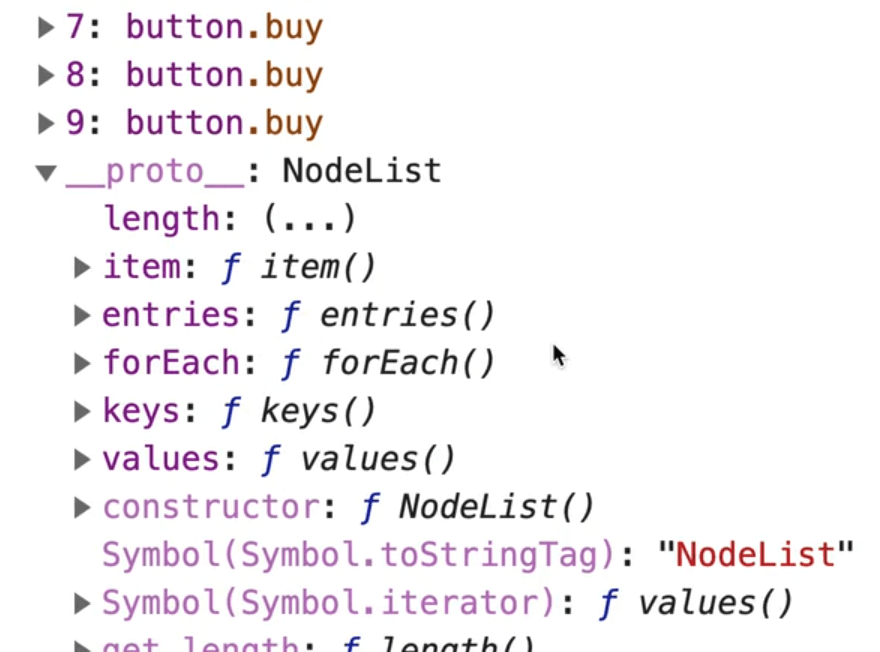 7: button.buy
8: button.buy
9: button.buy
__proto__: NodeList
length: (...)
item: ƒ item()
entries: ƒ entries()
forEach: ƒ forEach()
keys: ƒ keys()
values: ƒ values()
constructor: ƒ NodeList()
Symbol(Symbol.toStringTag): "NodeList"
Symbol(Symbol.iterator): ƒ values()
get length: ƒ length()